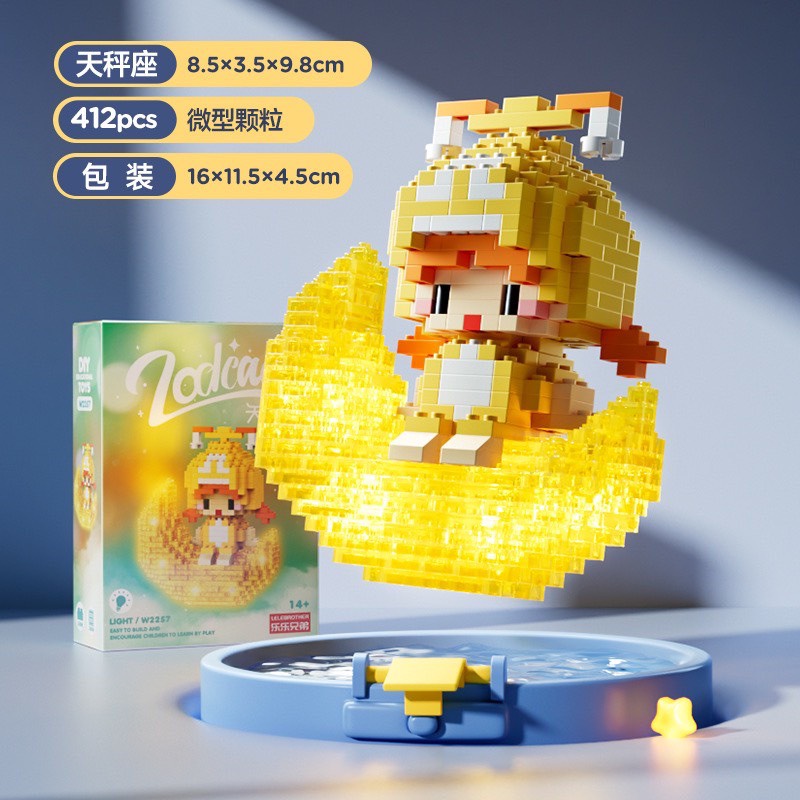 天秤座 8.5×3.5×9.8cm
412pcs 微型颗粒
包 装 16×11.5×4.5cm
DIY
TOYS
W2257
14+
LIGHT / W2257
EASY TO BUILD AND
ENCOURAGE CHILDREN TO LEARN BY PLAY
LELEBROTHER
乐乐兄弟